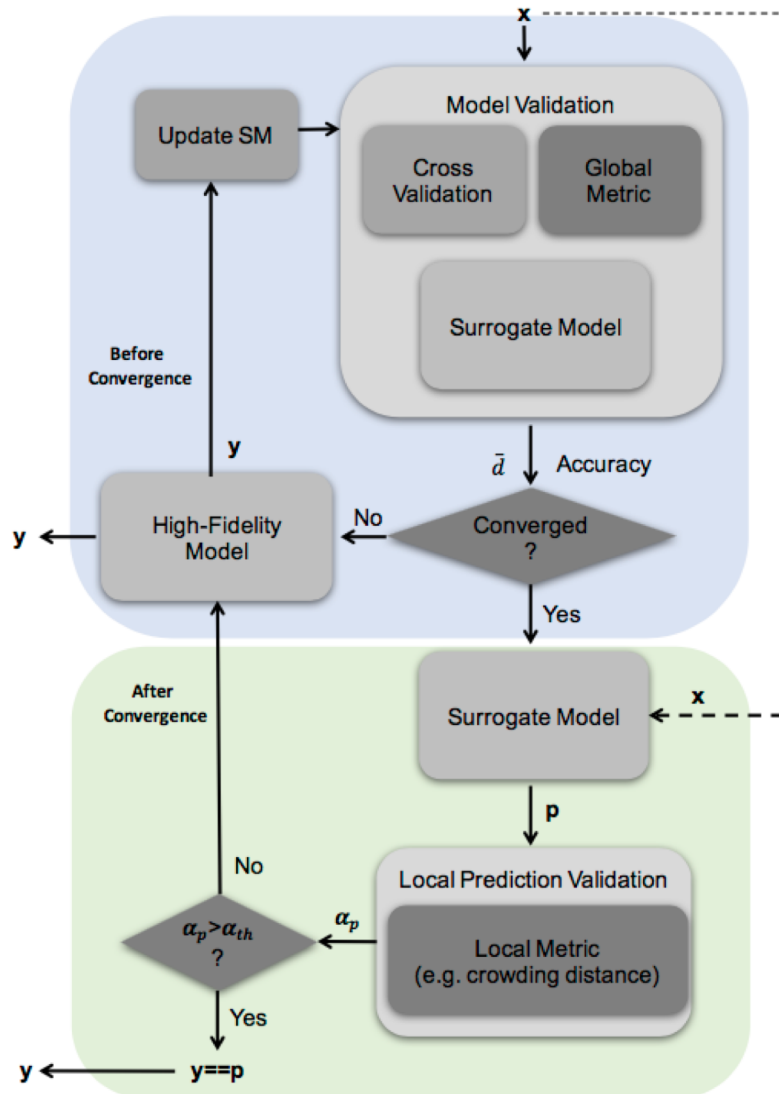 x
Model Validation
Update SM
Cross
Validation
Global
Metric
Surrogate Model
Before
Convergence
y
d̄
Accuracy
High-Fidelity
Model
y
No
Converged
?
Yes
After
Convergence
Surrogate Model
x
p
No
Local Prediction Validation
α_p>α_th
?
α_p
Local Metric
(e.g. crowding distance)
Yes
y
y==p